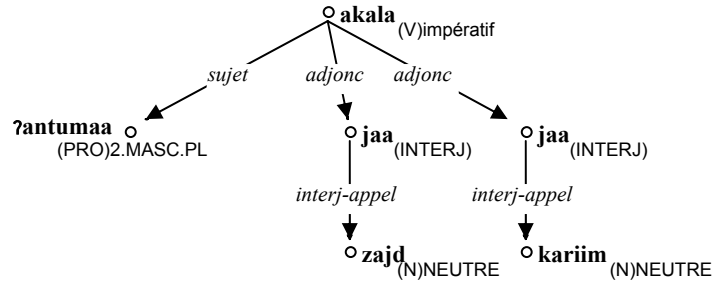 akala (V)impératif
sujet adjonc adjonc
ʔantumaa (PRO)2.MASC.PL
jaa (INTERJ) jaa (INTERJ)
interj-appel interj-appel
zajd (N)NEUTRE kariim (N)NEUTRE